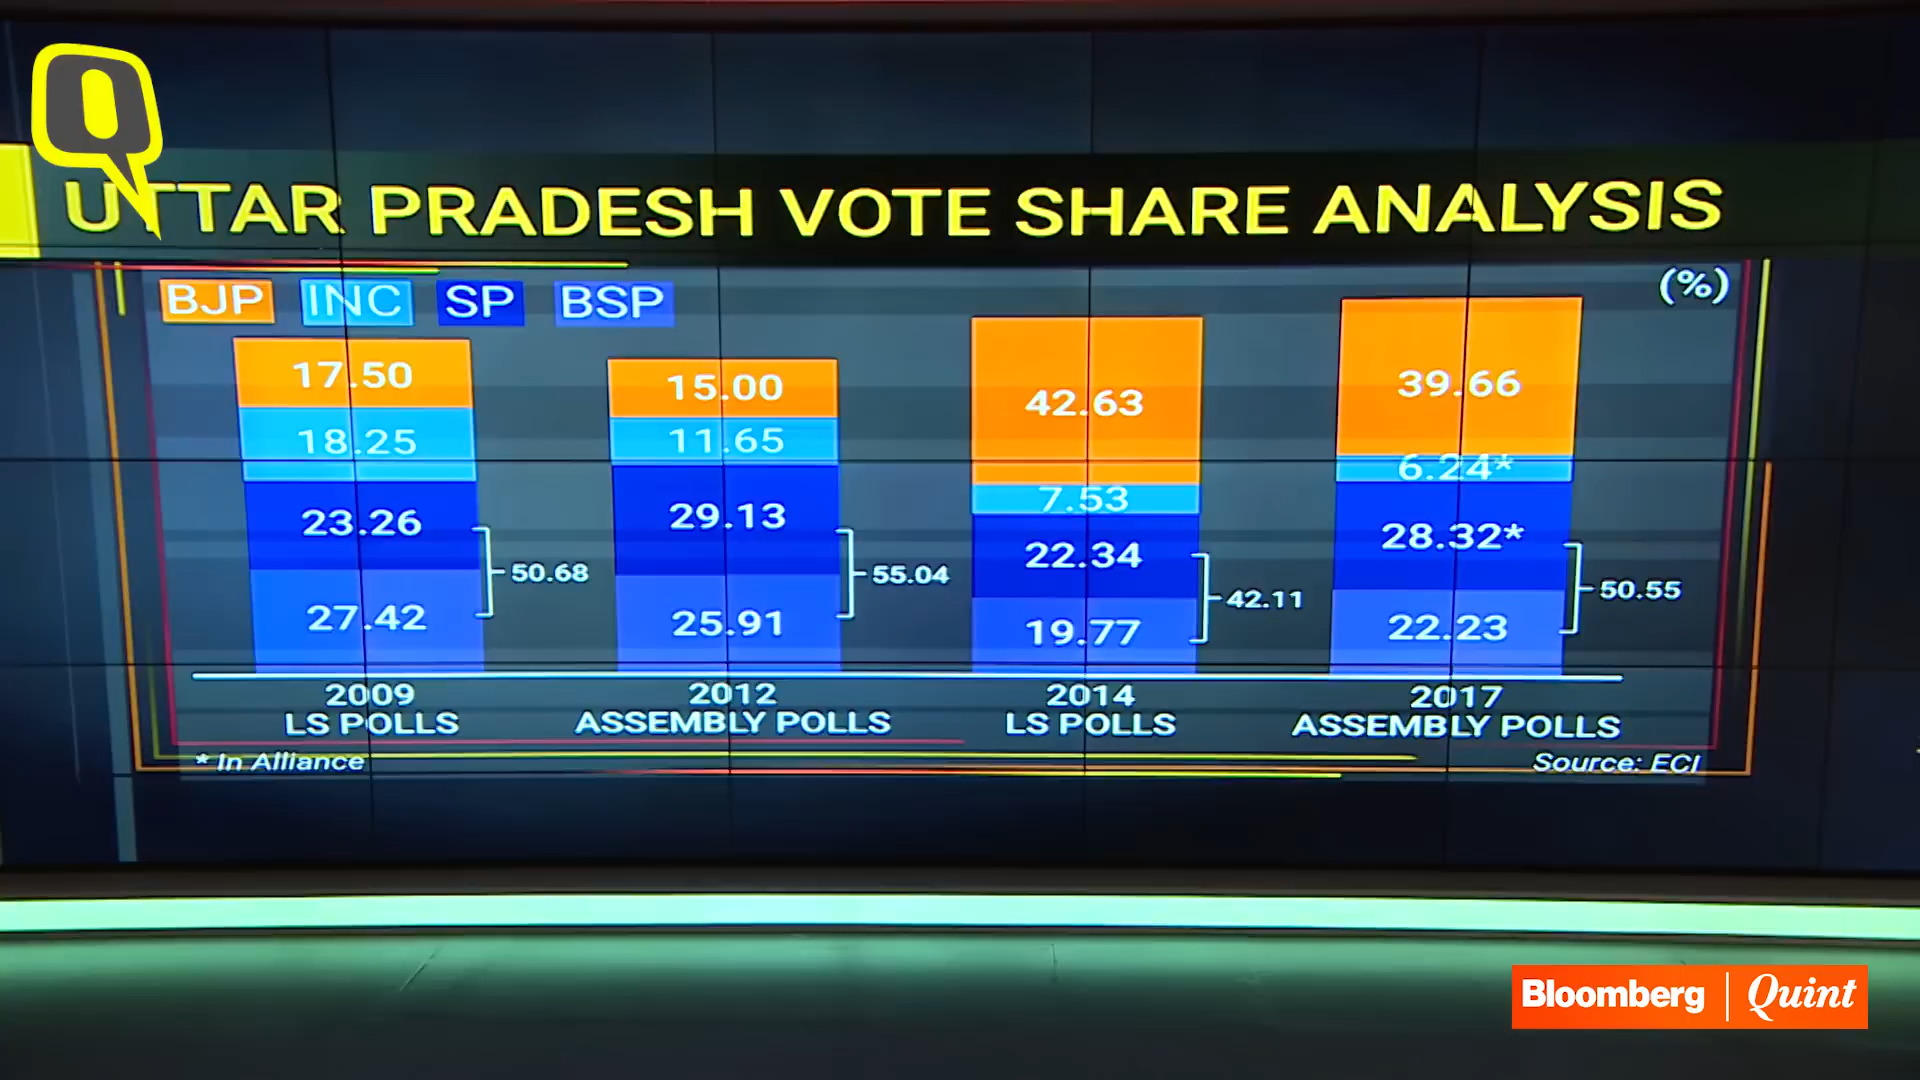 Q
UTTAR PRADESH VOTE SHARE ANALYSIS
(%)
BJP INC SP BSP
17.50 15.00 42.63 39.66
18.25 11.65 7.53 6.24*
23.26 29.13 22.34 28.32*
50.68 55.04 42.11 50.55
27.42 25.91 19.77 22.23
2009 2012 2014 2017
LS POLLS ASSEMBLY POLLS LS POLLS ASSEMBLY POLLS
* In Alliance Source: ECI
Bloomberg | Quint